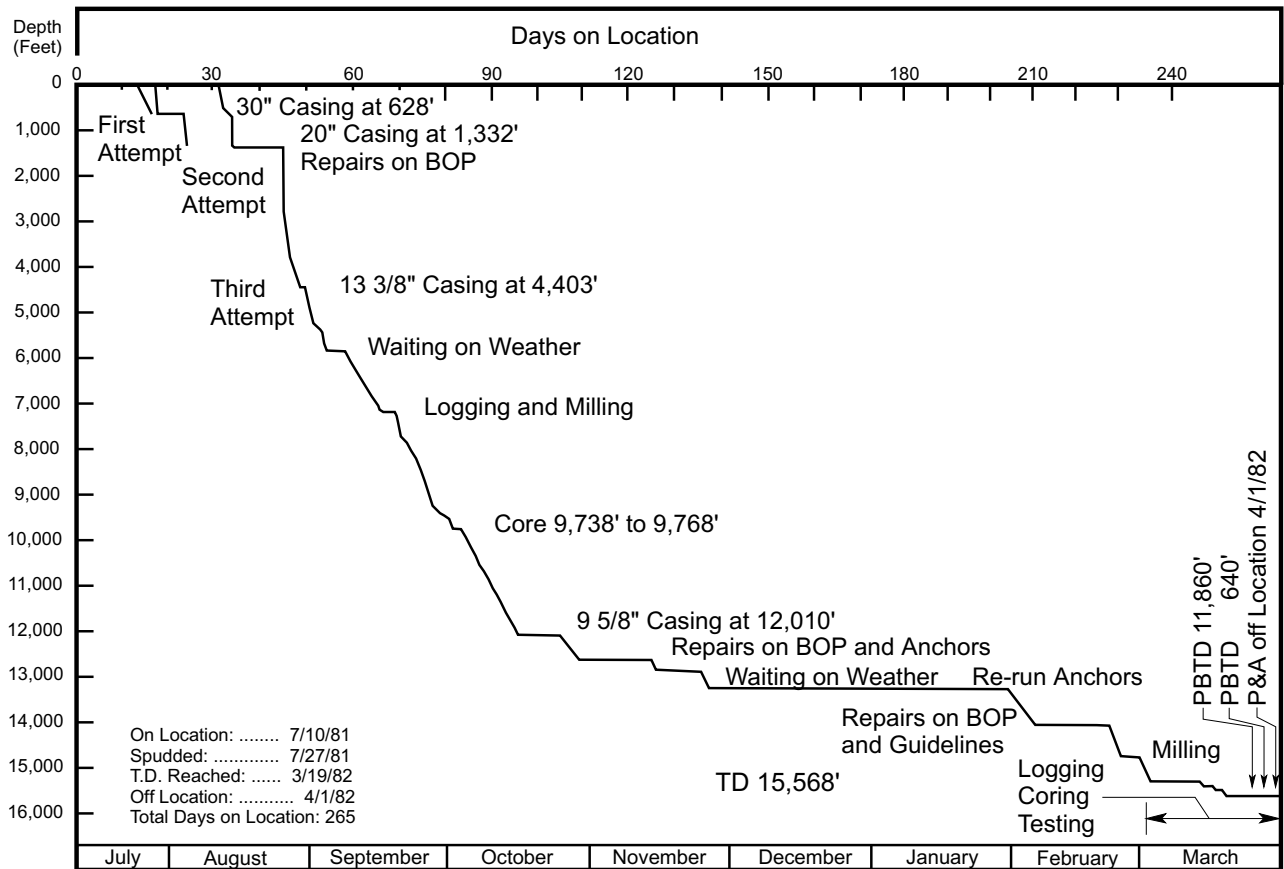 Depth
(Feet)
Days on Location
0 30 60 90 120 150 180 210 240
0
1,000
2,000
3,000
4,000
5,000
6,000
7,000
8,000
9,000
10,000
11,000
12,000
13,000
14,000
15,000
16,000
30" Casing at 628'
First
Attempt
20" Casing at 1,332'
Repairs on BOP
Second
Attempt
Third
Attempt
13 3/8" Casing at 4,403'
Waiting on Weather
Logging and Milling
Core 9,738' to 9,768'
9 5/8" Casing at 12,010'
Repairs on BOP and Anchors
Waiting on Weather
Re-run Anchors
Repairs on BOP
and Guidelines
Milling
TD 15,568'
Logging
Coring
Testing
PBTD 11,860'
PBTD 640'
P&A off Location 4/1/82
On Location: ........ 7/10/81
Spudded: ............. 7/27/81
T.D. Reached: ...... 3/19/82
Off Location: ........... 4/1/82
Total Days on Location: 265
July August September October November December January February March